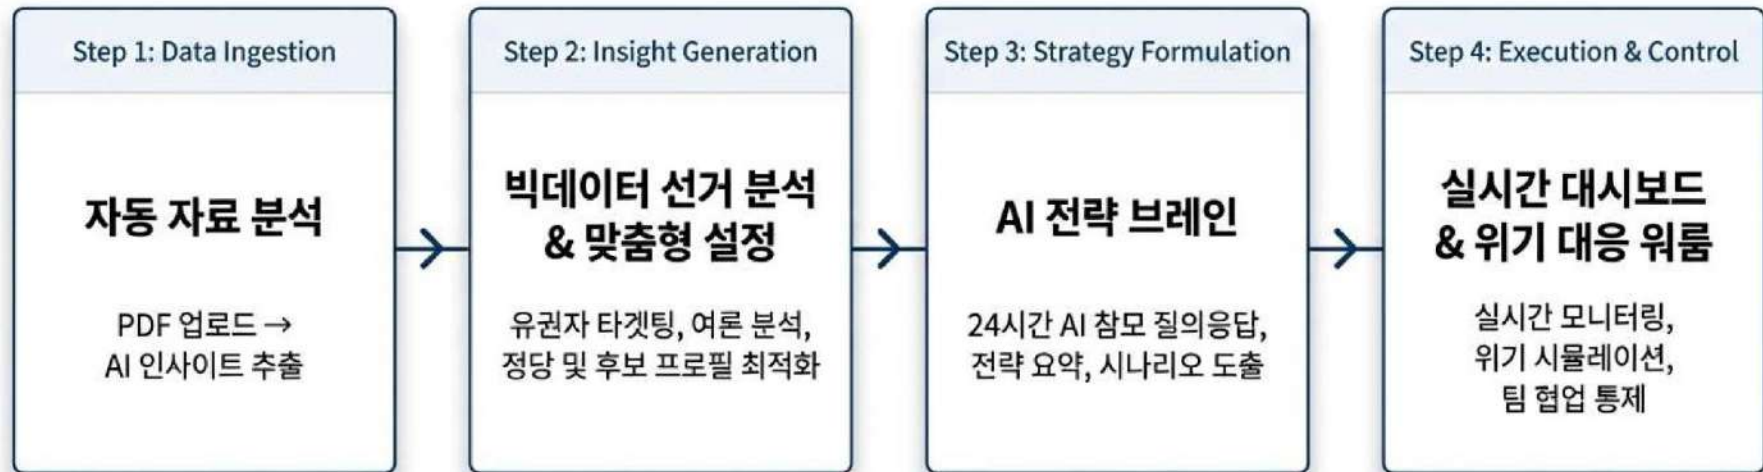 Step 1: Data Ingestion
자동 자료 분석
PDF 업로드 →
AI 인사이트 추출
Step 2: Insight Generation
빅데이터 선거 분석
& 맞춤형 설정
유권자 타겟팅, 여론 분석,
정당 및 후보 프로필 최적화
Step 3: Strategy Formulation
AI 전략 브레인
24시간 AI 참모 질의응답,
전략 요약, 시나리오 도출
Step 4: Execution & Control
실시간 대시보드
& 위기 대응 워룸
실시간 모니터링,
위기 시뮬레이션,
팀 협업 통제